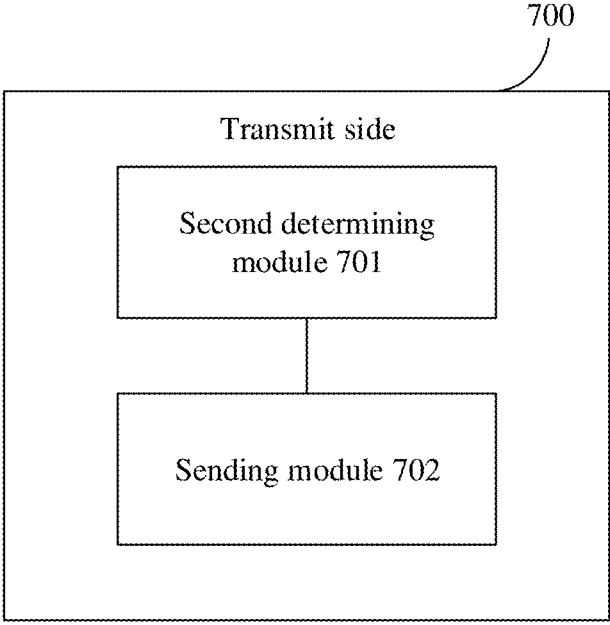 700
Transmit side
Second determining
module 701
Sending module 702